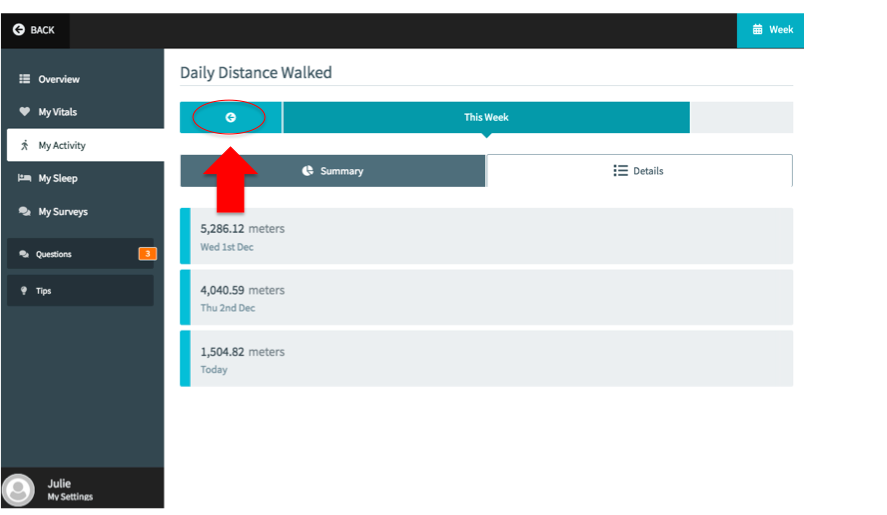 BACK
Week
Overview
My Vitals
My Activity
My Sleep
My Surveys
Questions 3
Tips
Daily Distance Walked
This Week
Summary
Details
5,286.12 meters
Wed 1st Dec
4,040.59 meters
Thu 2nd Dec
1,504.82 meters
Today
Julie
My Settings